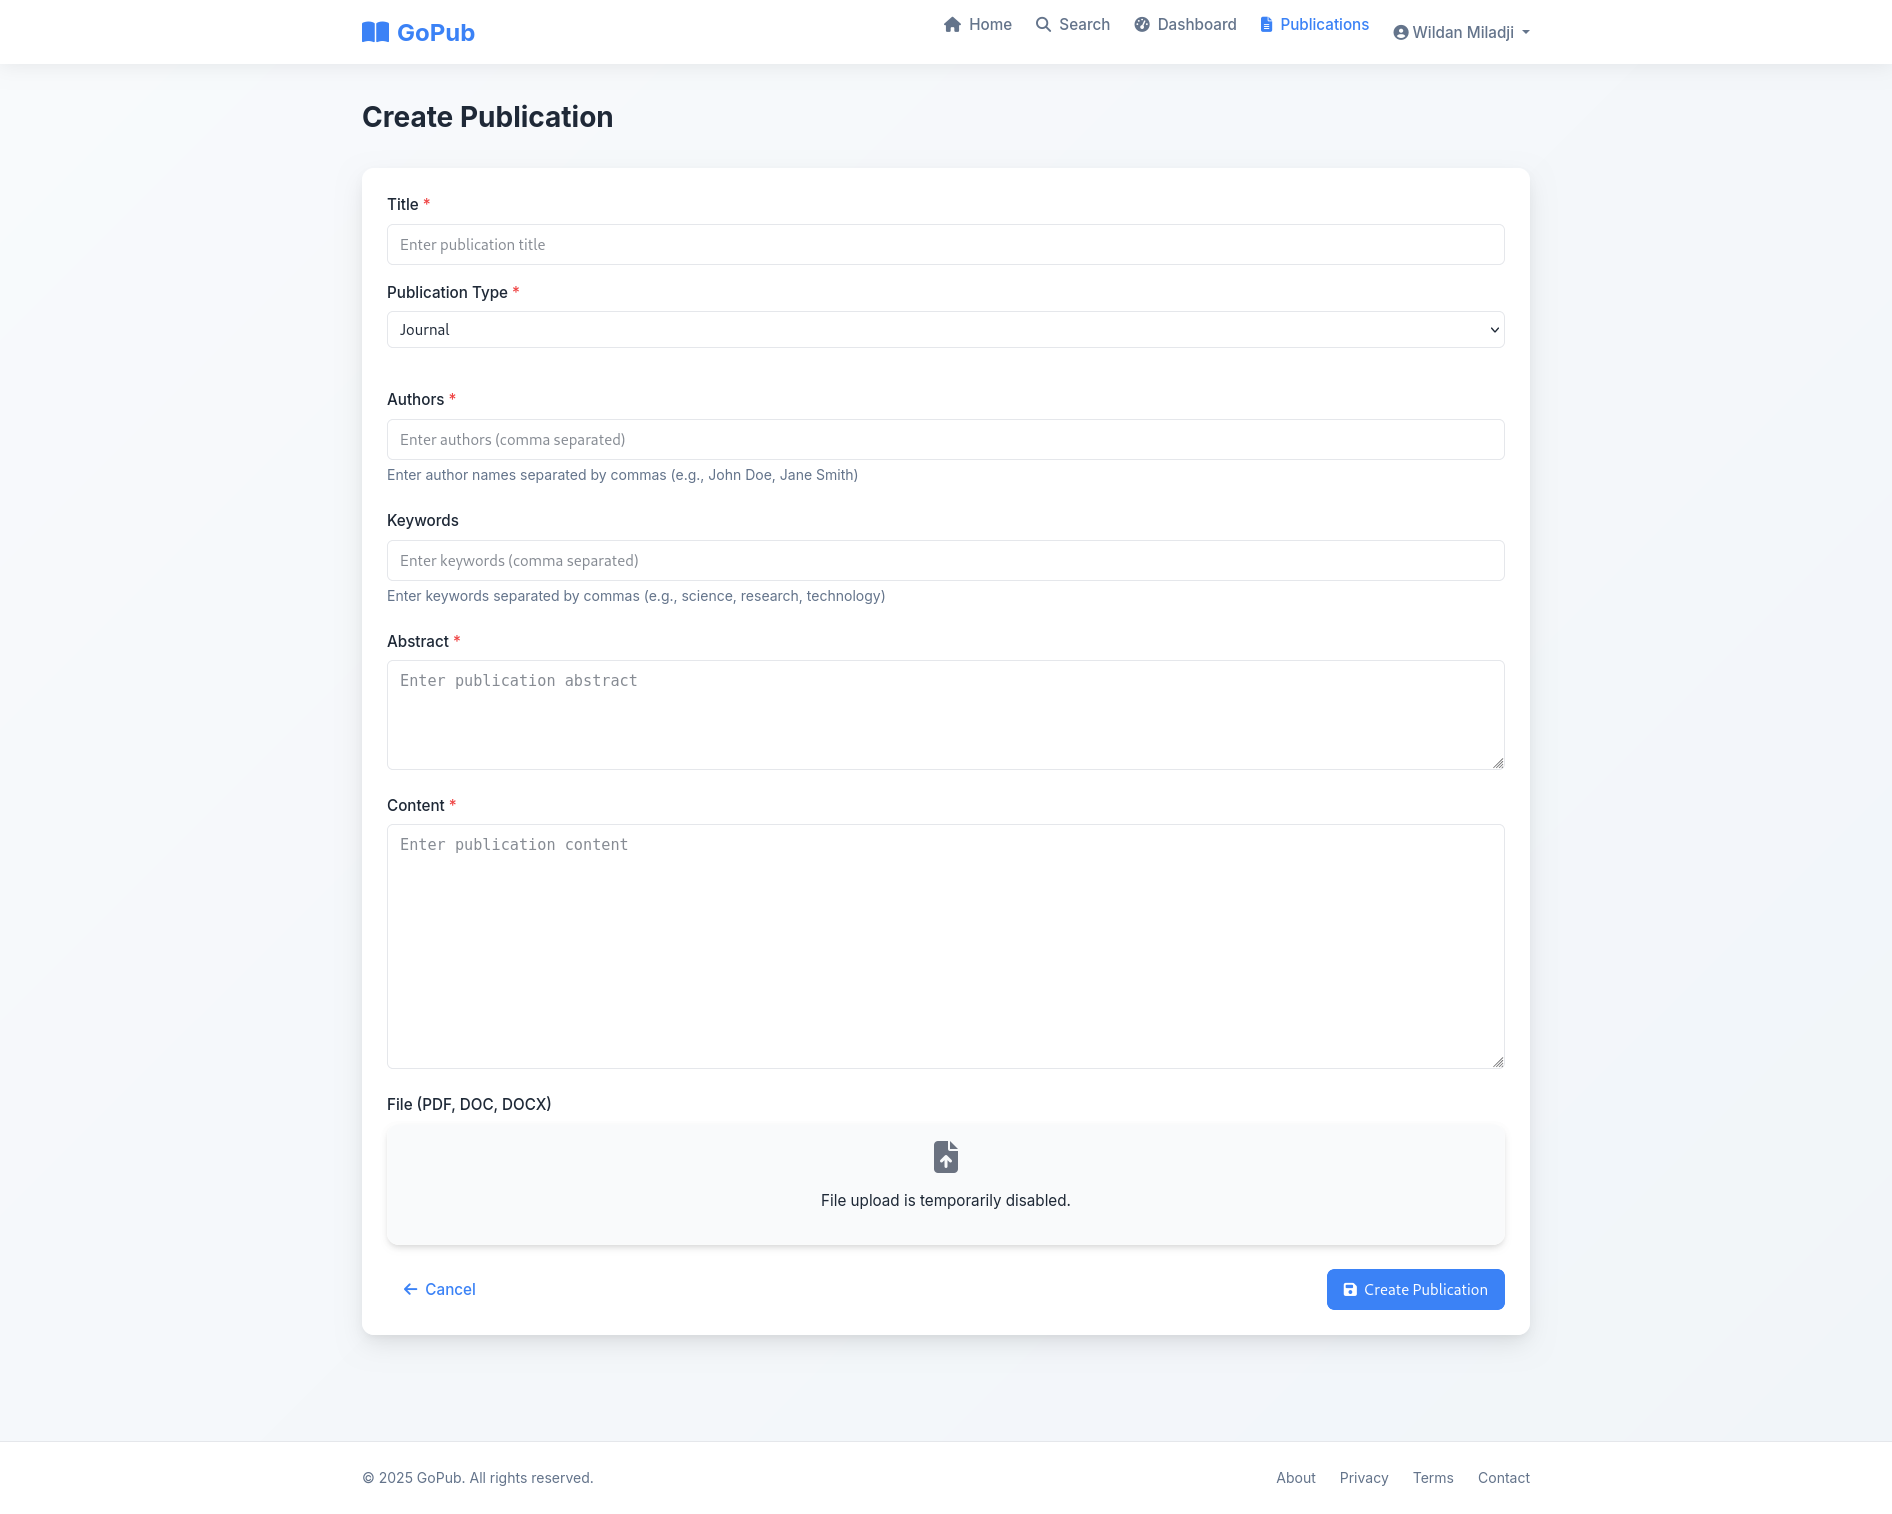 GoPub
Home Search Dashboard Publications Wildan Miladji
Create Publication
Title *
Enter publication title
Publication Type *
Journal
Authors *
Enter authors (comma separated)
Enter author names separated by commas (e.g., John Doe, Jane Smith)
Keywords
Enter keywords (comma separated)
Enter keywords separated by commas (e.g., science, research, technology)
Abstract *
Enter publication abstract
Content *
Enter publication content
File (PDF, DOC, DOCX)
File upload is temporarily disabled.
Cancel
Create Publication
© 2025 GoPub. All rights reserved.
About Privacy Terms Contact